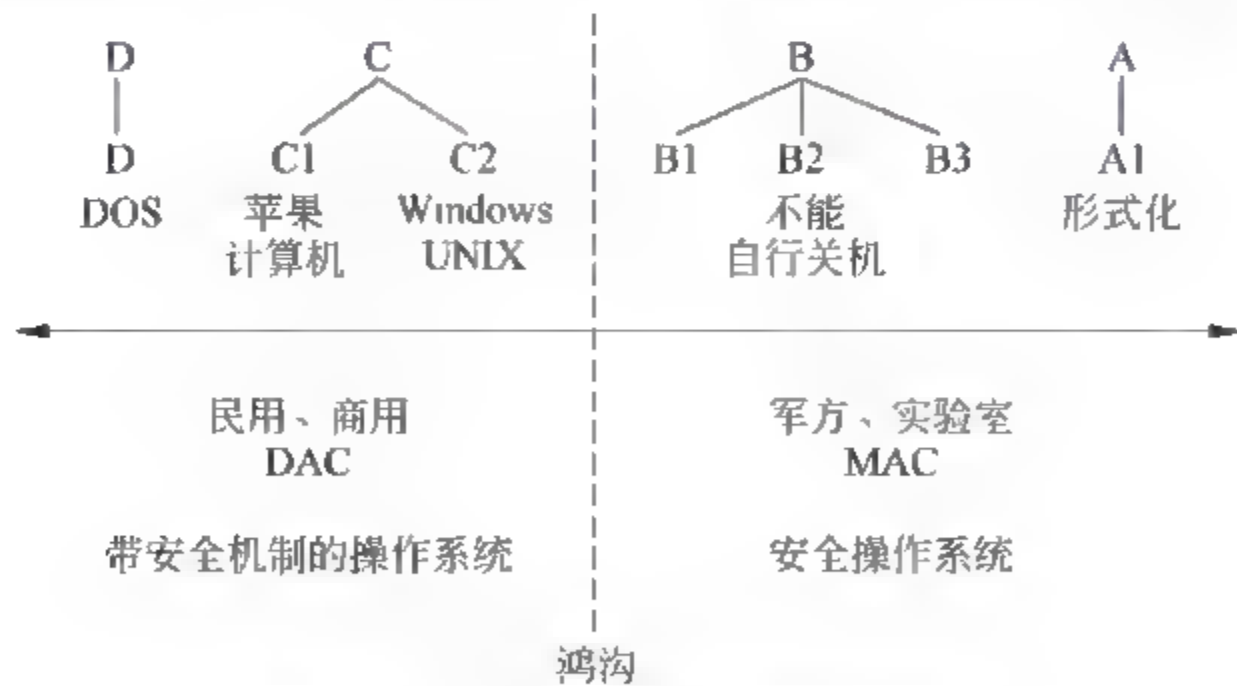 D C B A
D C1 C2 B1 B2 B3 A1
DOS 苹果 Windows 不能 形式化
计算机 UNIX 自行关机
民用、商用 军方、实验室
DAC MAC
带安全机制的操作系统 安全操作系统
鸿沟